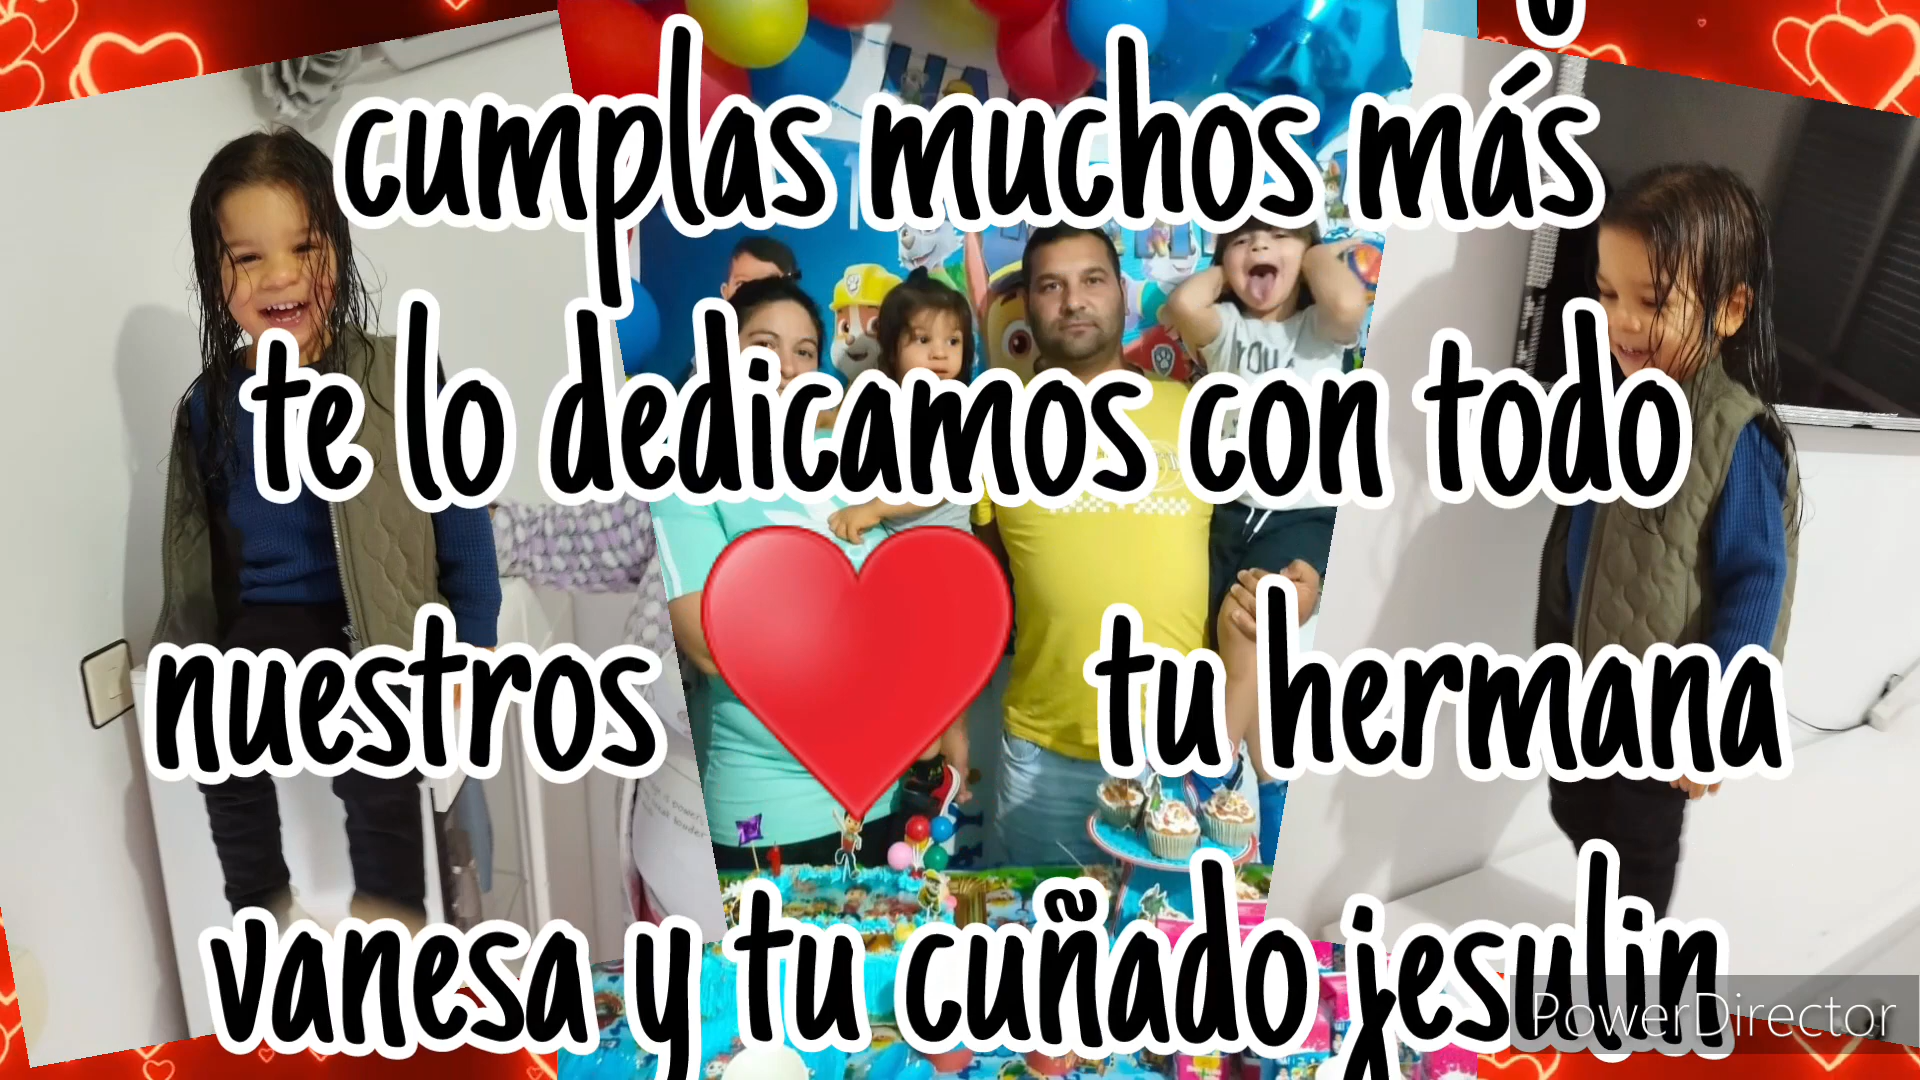 cumplas muchos más
te lo dedicamos con todo
nuestros ❤ tu hermana
vanesa y tu cuñado jesulin
PowerDirector